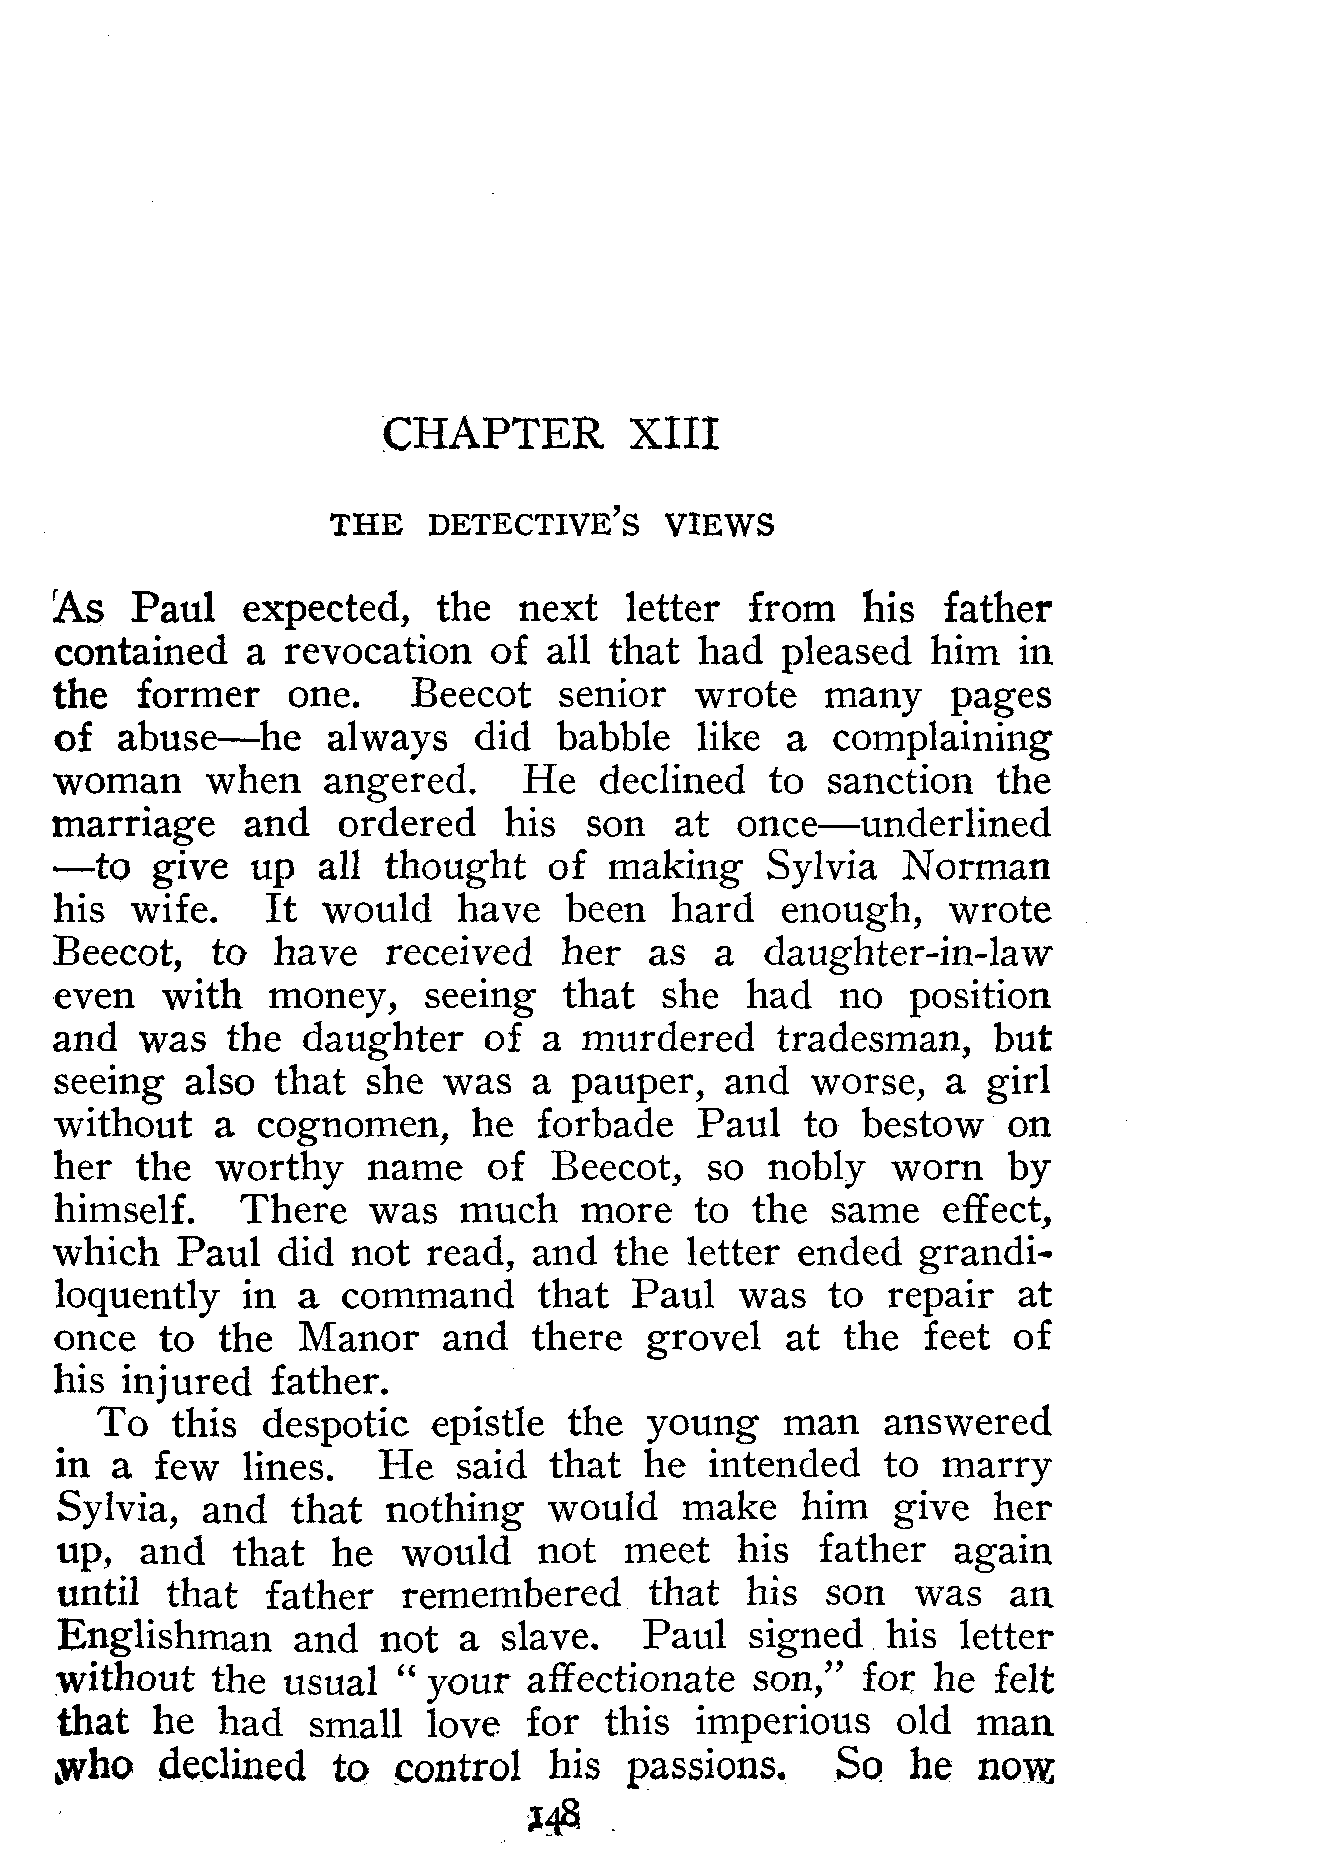 CHAPTER XIII
THE DETECTIVE'S VIEWS
As Paul expected, the next letter from his father
contained a revocation of all that had pleased him in
the former one. Beecot senior wrote many pages
of abuse—he always did babble like a complaining
woman when angered. He declined to sanction the
marriage and ordered his son at once—underlined
—to give up all thought of making Sylvia Norman
his wife. It would have been hard enough, wrote
Beecot, to have received her as a daughter-in-law
even with money, seeing that she had no position
and was the daughter of a murdered tradesman, but
seeing also that she was a pauper, and worse, a girl
without a cognomen, he forbade Paul to bestow on
her the worthy name of Beecot, so nobly worn by
himself. There was much more to the same effect,
which Paul did not read, and the letter ended grandi-
loquently in a command that Paul was to repair at
once to the Manor and there grovel at the feet of
his injured father.
To this despotic epistle the young man answered
in a few lines. He said that he intended to marry
Sylvia, and that nothing would make him give her
up, and that he would not meet his father again
until that father remembered that his son was an
Englishman and not a slave. Paul signed his letter
without the usual “ your affectionate son,” for he felt
that he had small love for this imperious old man
who declined to control his passions. So he now
148